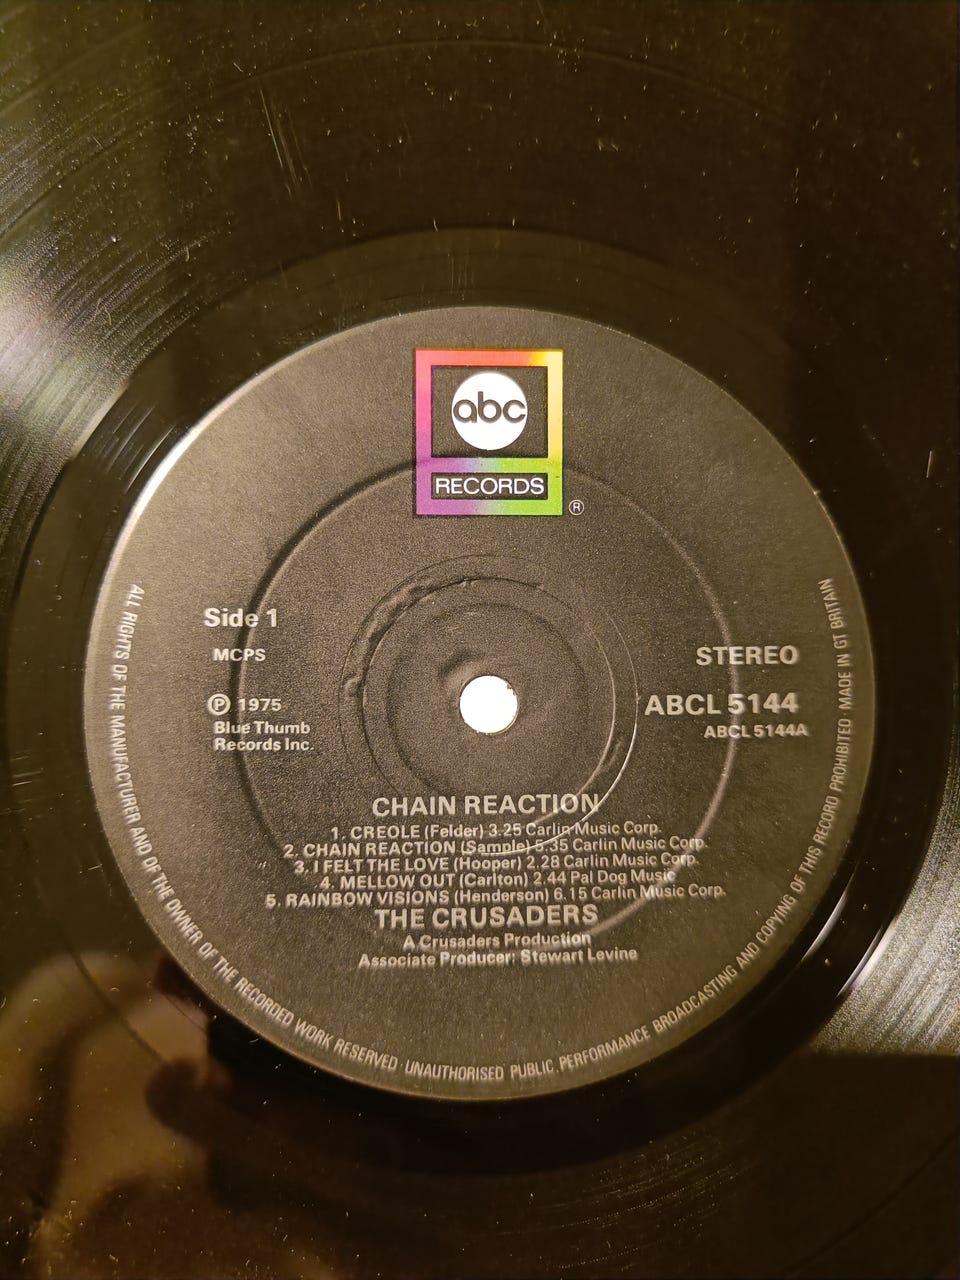 abc
RECORDS
®
Side 1
MCPS
℗ 1975
Blue Thumb
Records Inc.
STEREO
ABCL 5144
ABCL 5144A
CHAIN REACTION
1. CREOLE (Felder) 3.25 Carlin Music Corp.
2. CHAIN REACTION (Sample) 5.35 Carlin Music Corp.
3. I FELT THE LOVE (Hooper) 2.28 Carlin Music Corp.
4. MELLOW OUT (Carlton) 2.44 Pal Dog Music
5. RAINBOW VISIONS (Henderson) 6.15 Carlin Music Corp.
THE CRUSADERS
A Crusaders Production
Associate Producer: Stewart Levine
ALL RIGHTS OF THE MANUFACTURER AND OF THE OWNER OF THE RECORDED WORK RESERVED · UNAUTHORISED PUBLIC PERFORMANCE BROADCASTING AND COPYING OF THIS RECORD PROHIBITED · MADE IN GT BRITAIN